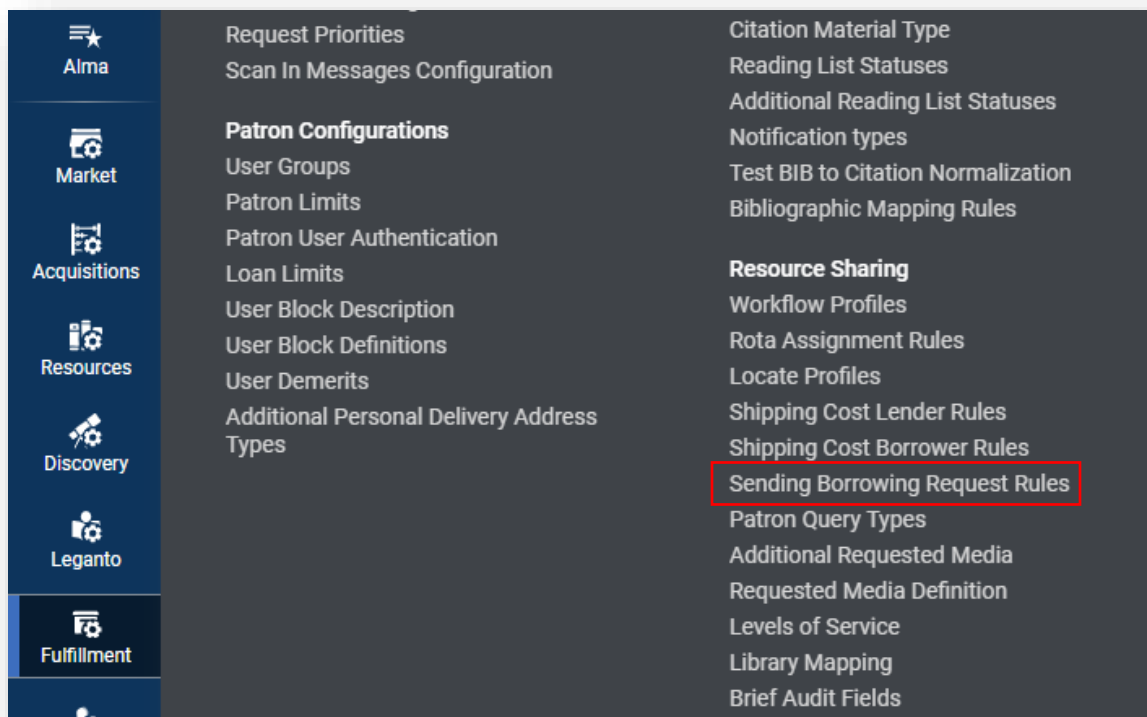 Alma
Market
Acquisitions
Resources
Discovery
Leganto
Fulfillment
Request Priorities
Scan In Messages Configuration
Patron Configurations
User Groups
Patron Limits
Patron User Authentication
Loan Limits
User Block Description
User Block Definitions
User Demerits
Additional Personal Delivery Address
Types
Citation Material Type
Reading List Statuses
Additional Reading List Statuses
Notification types
Test BIB to Citation Normalization
Bibliographic Mapping Rules
Resource Sharing
Workflow Profiles
Rota Assignment Rules
Locate Profiles
Shipping Cost Lender Rules
Shipping Cost Borrower Rules
Sending Borrowing Request Rules
Patron Query Types
Additional Requested Media
Requested Media Definition
Levels of Service
Library Mapping
Brief Audit Fields